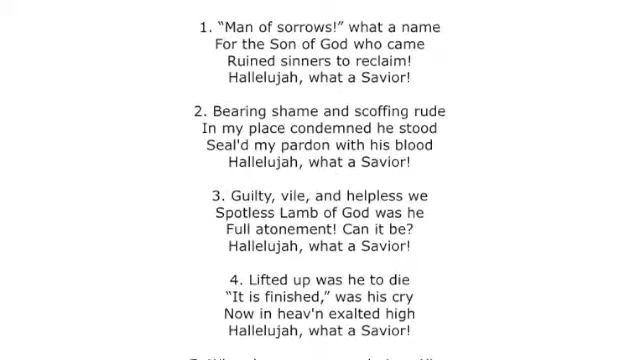 1. “Man of sorrows!” what a name
For the Son of God who came
Ruined sinners to reclaim!
Hallelujah, what a Savior!
2. Bearing shame and scoffing rude
In my place condemned he stood
Seal'd my pardon with his blood
Hallelujah, what a Savior!
3. Guilty, vile, and helpless we
Spotless Lamb of God was he
Full atonement! Can it be?
Hallelujah, what a Savior!
4. Lifted up was he to die
“It is finished,” was his cry
Now in heav'n exalted high
Hallelujah, what a Savior!